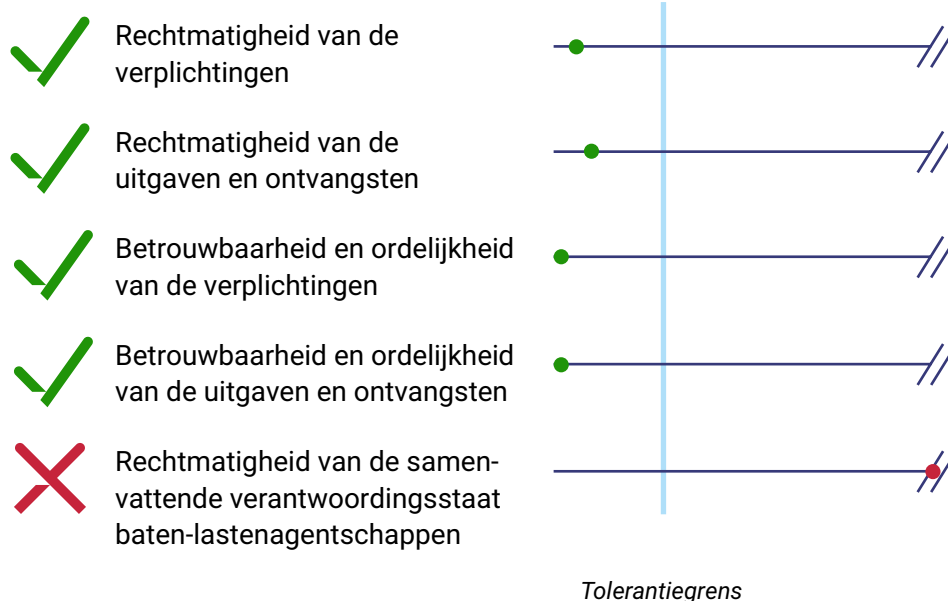 Rechtmatigheid van de
verplichtingen
Rechtmatigheid van de
uitgaven en ontvangsten
Betrouwbaarheid en ordelijkheid
van de verplichtingen
Betrouwbaarheid en ordelijkheid
van de uitgaven en ontvangsten
Rechtmatigheid van de samen-
vattende verantwoordingsstaat
baten-lastenagentschappen
Tolerantiegrens